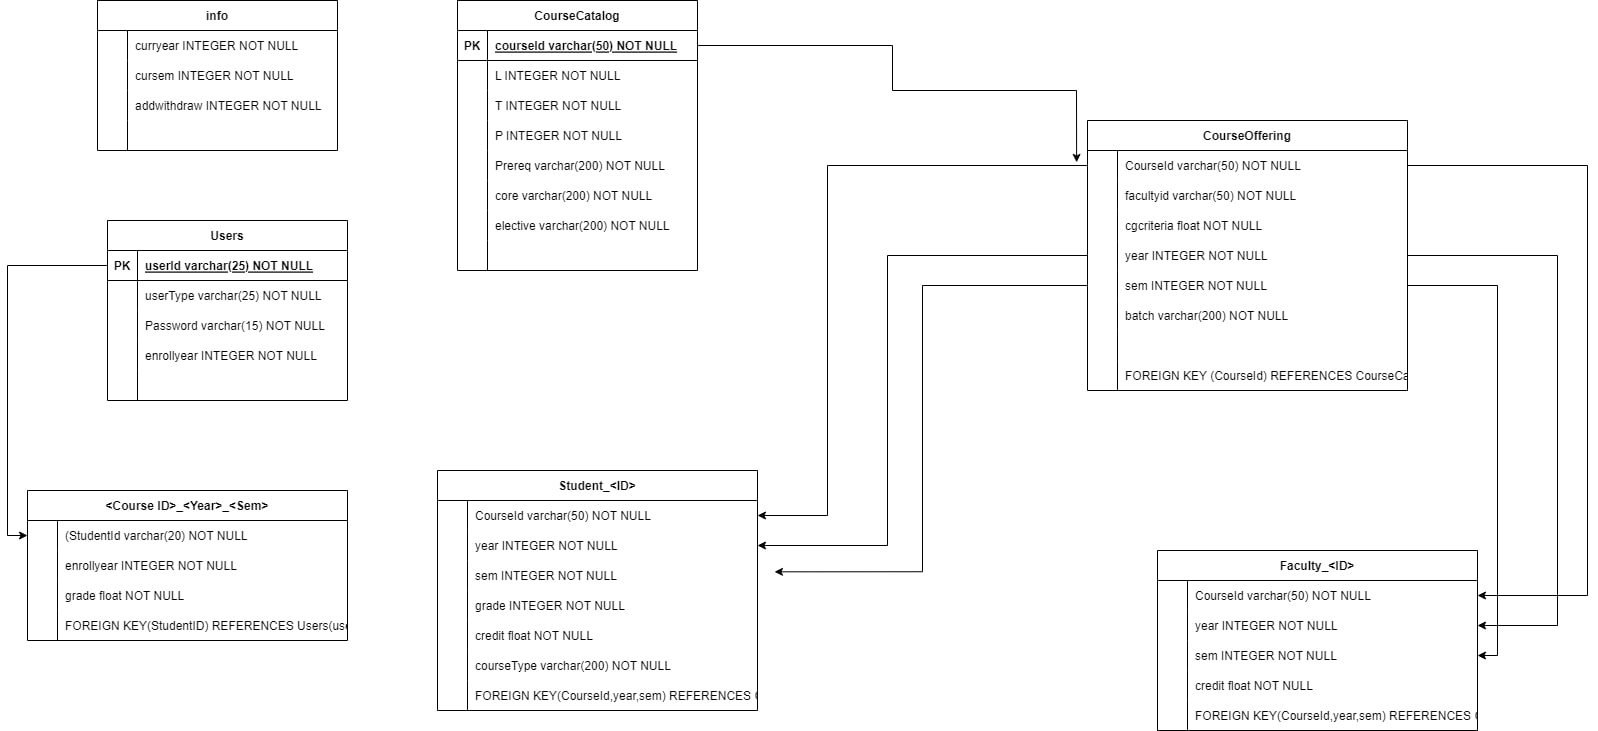 info
curryear INTEGER NOT NULL
cursem INTEGER NOT NULL
addwithdraw INTEGER NOT NULL
CourseCatalog
PK courseId varchar(50) NOT NULL
L INTEGER NOT NULL
T INTEGER NOT NULL
P INTEGER NOT NULL
Prereq varchar(200) NOT NULL
core varchar(200) NOT NULL
elective varchar(200) NOT NULL
CourseOffering
CourseId varchar(50) NOT NULL
facultyid varchar(50) NOT NULL
cgcriteria float NOT NULL
year INTEGER NOT NULL
sem INTEGER NOT NULL
batch varchar(200) NOT NULL
FOREIGN KEY (CourseId) REFERENCES CourseCa
Users
PK userId varchar(25) NOT NULL
userType varchar(25) NOT NULL
Password varchar(15) NOT NULL
enrollyear INTEGER NOT NULL
<Course ID>_<Year>_<Sem>
(StudentId varchar(20) NOT NULL
enrollyear INTEGER NOT NULL
grade float NOT NULL
FOREIGN KEY(StudentID) REFERENCES Users(use
Student_<ID>
CourseId varchar(50) NOT NULL
year INTEGER NOT NULL
sem INTEGER NOT NULL
grade INTEGER NOT NULL
credit float NOT NULL
courseType varchar(200) NOT NULL
FOREIGN KEY(CourseId,year,sem) REFERENCES
Faculty_<ID>
CourseId varchar(50) NOT NULL
year INTEGER NOT NULL
sem INTEGER NOT NULL
credit float NOT NULL
FOREIGN KEY(CourseId,year,sem) REFERENCES